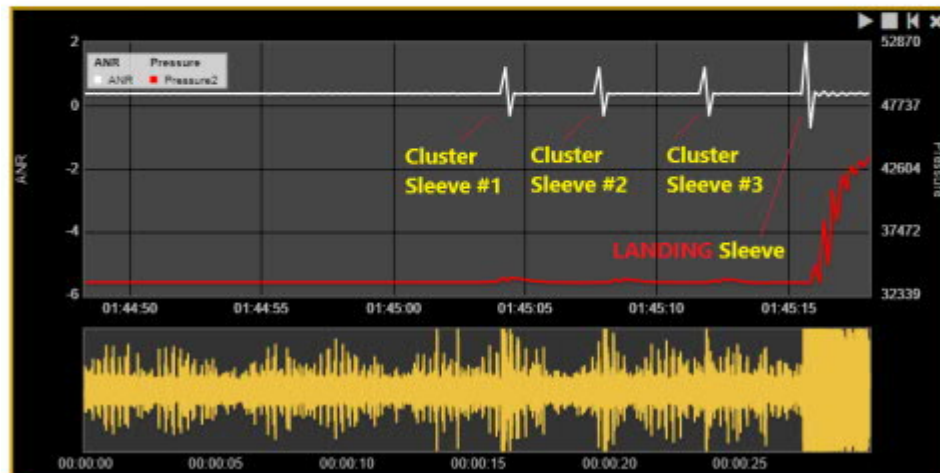 2
52870
ANR Pressure
ANR Pressure2
0
47737
Cluster
Sleeve #1
Cluster
Sleeve #2
Cluster
Sleeve #3
ANR
-2
42604
-4
37472
LANDING Sleeve
-6
32339
01:44:50 01:44:55 01:45:00 01:45:05 01:45:10 01:45:15
00:00:00 00:00:05 00:00:10 00:00:15 00:00:20 00:00:25